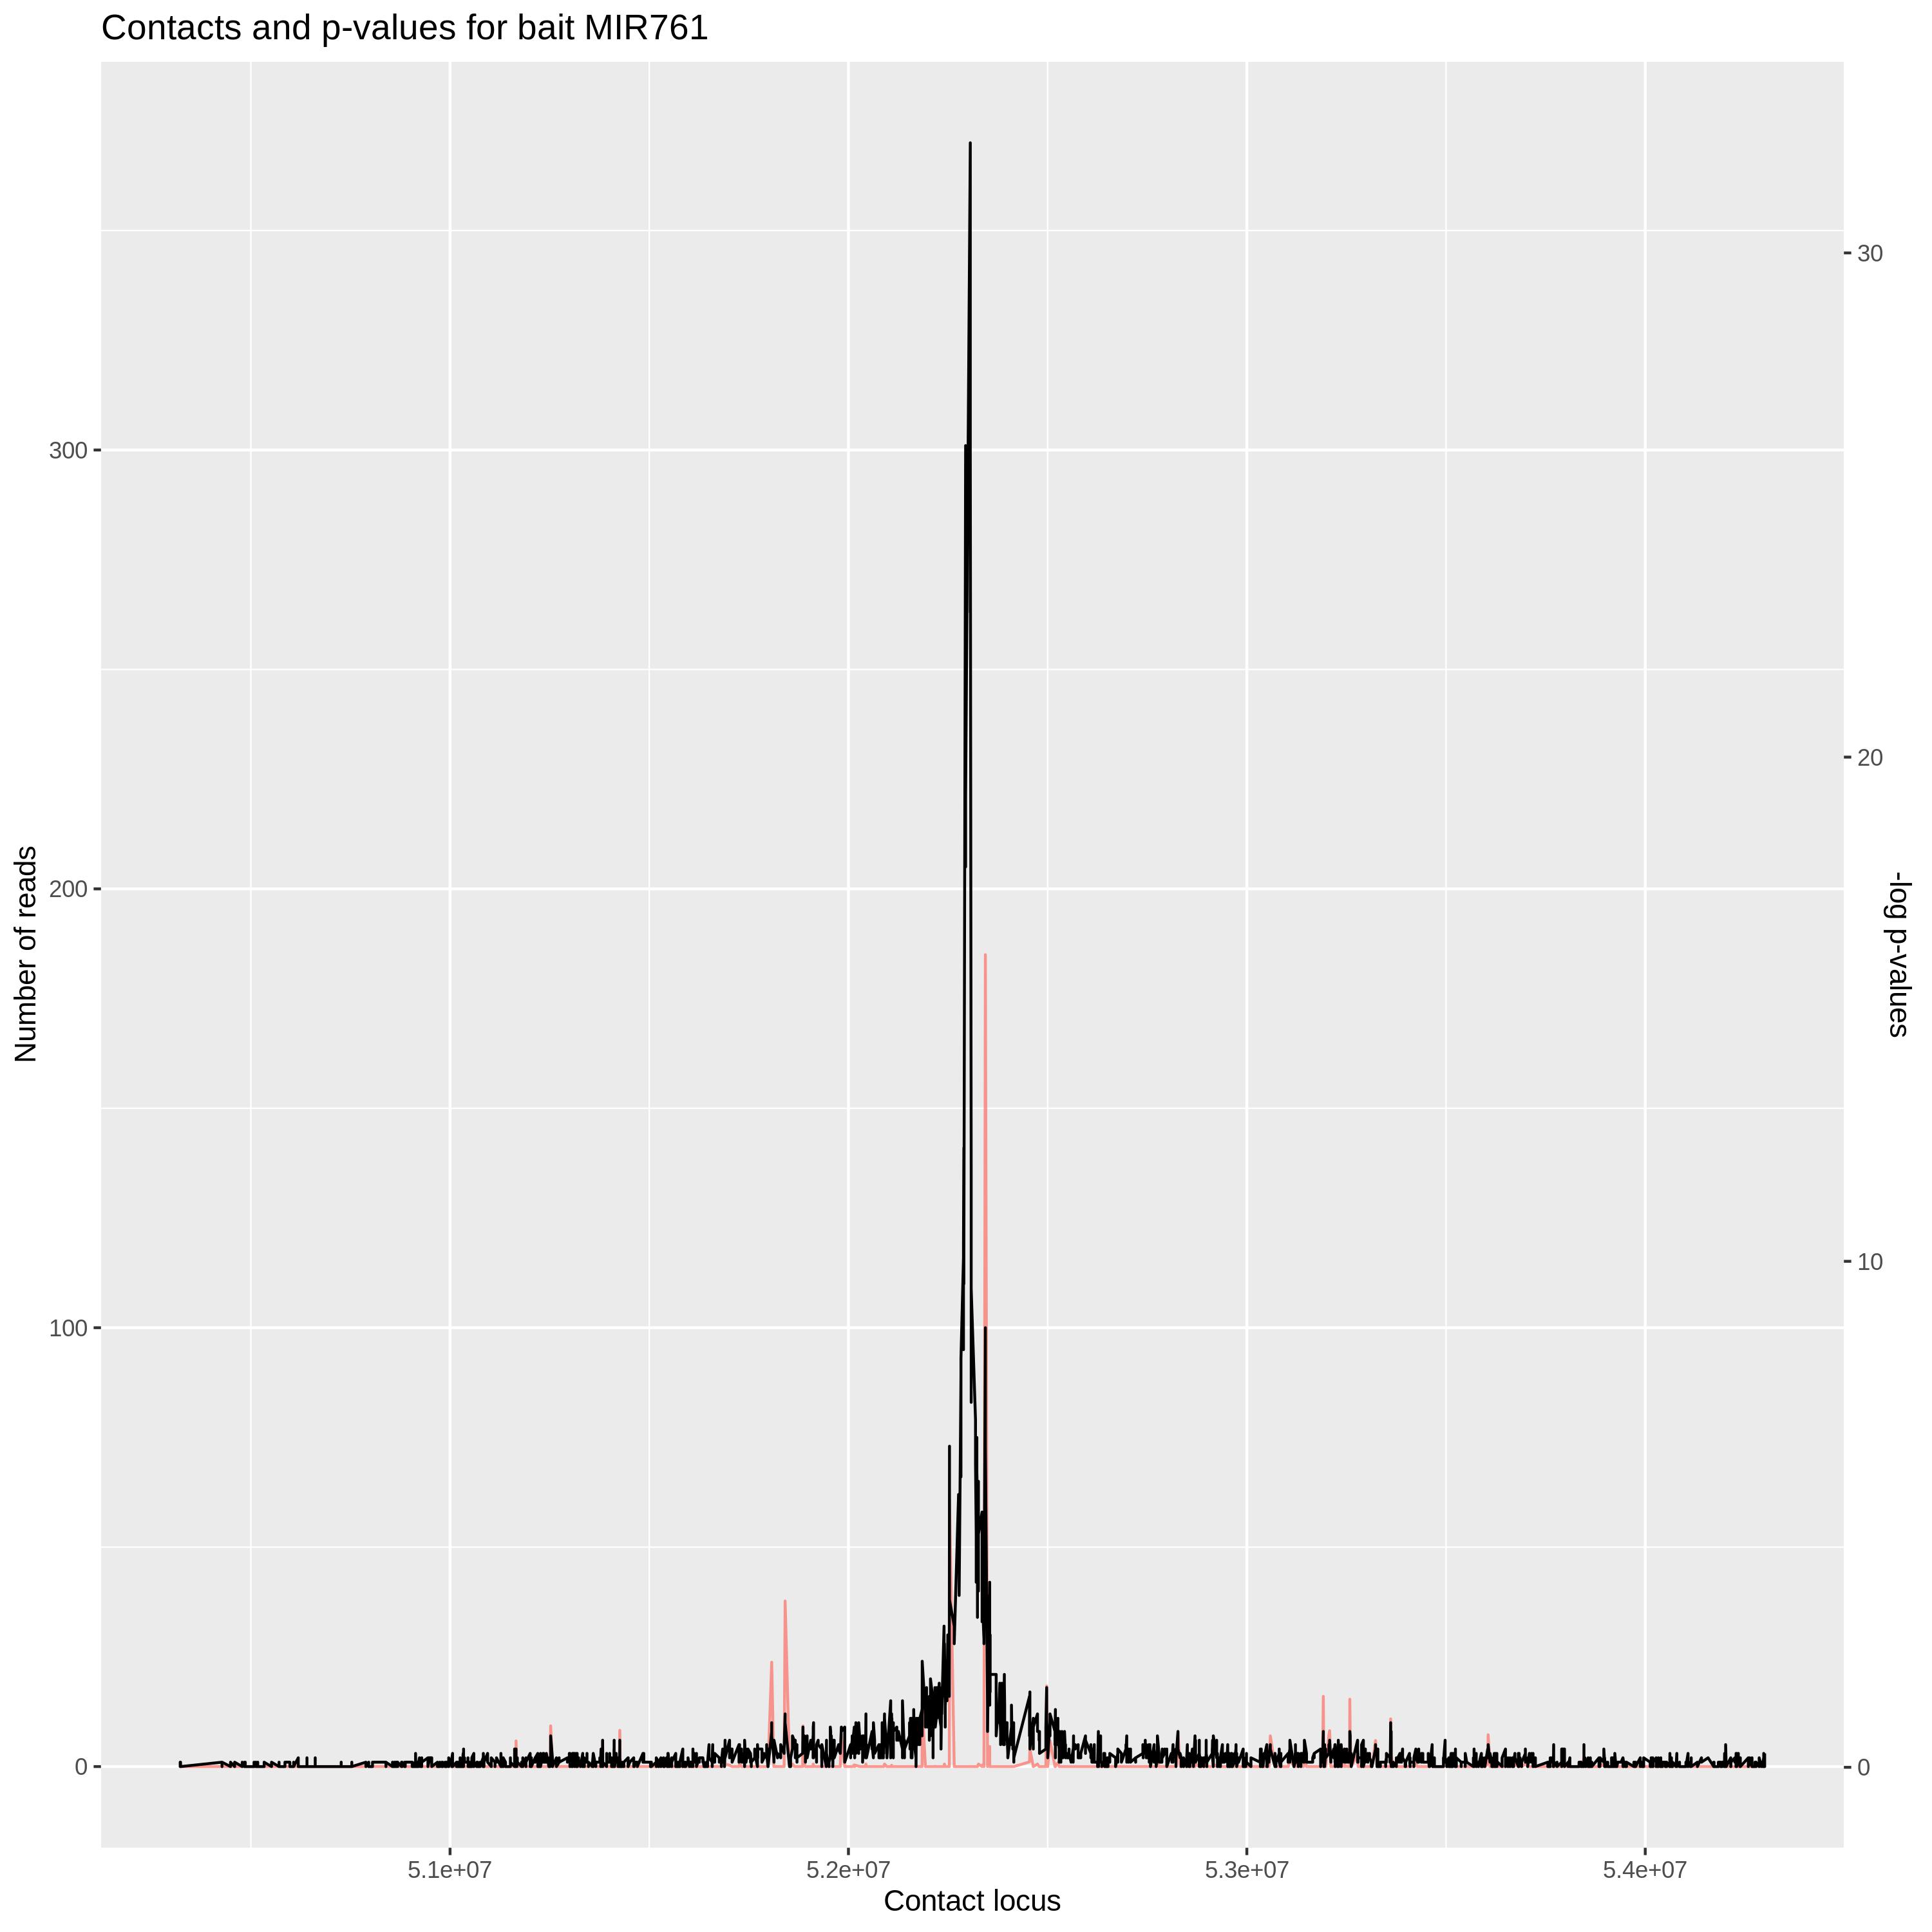 Contacts and p-values for bait MIR761
Number of reads
300
200
100
0
30
20
10
0
-log p-values
5.1e+07 5.2e+07 5.3e+07 5.4e+07
Contact locus